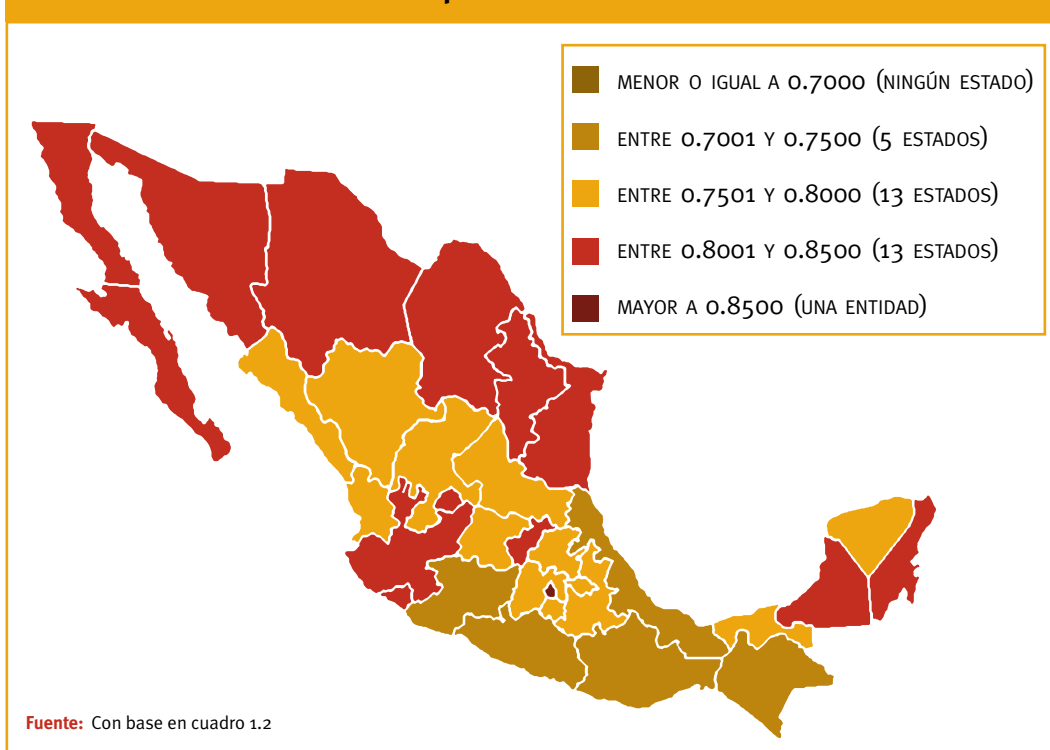 MENOR O IGUAL A 0.7000 (NINGÚN ESTADO)
ENTRE 0.7001 Y 0.7500 (5 ESTADOS)
ENTRE 0.7501 Y 0.8000 (13 ESTADOS)
ENTRE 0.8001 Y 0.8500 (13 ESTADOS)
MAYOR A 0.8500 (UNA ENTIDAD)
Fuente: Con base en cuadro 1.2